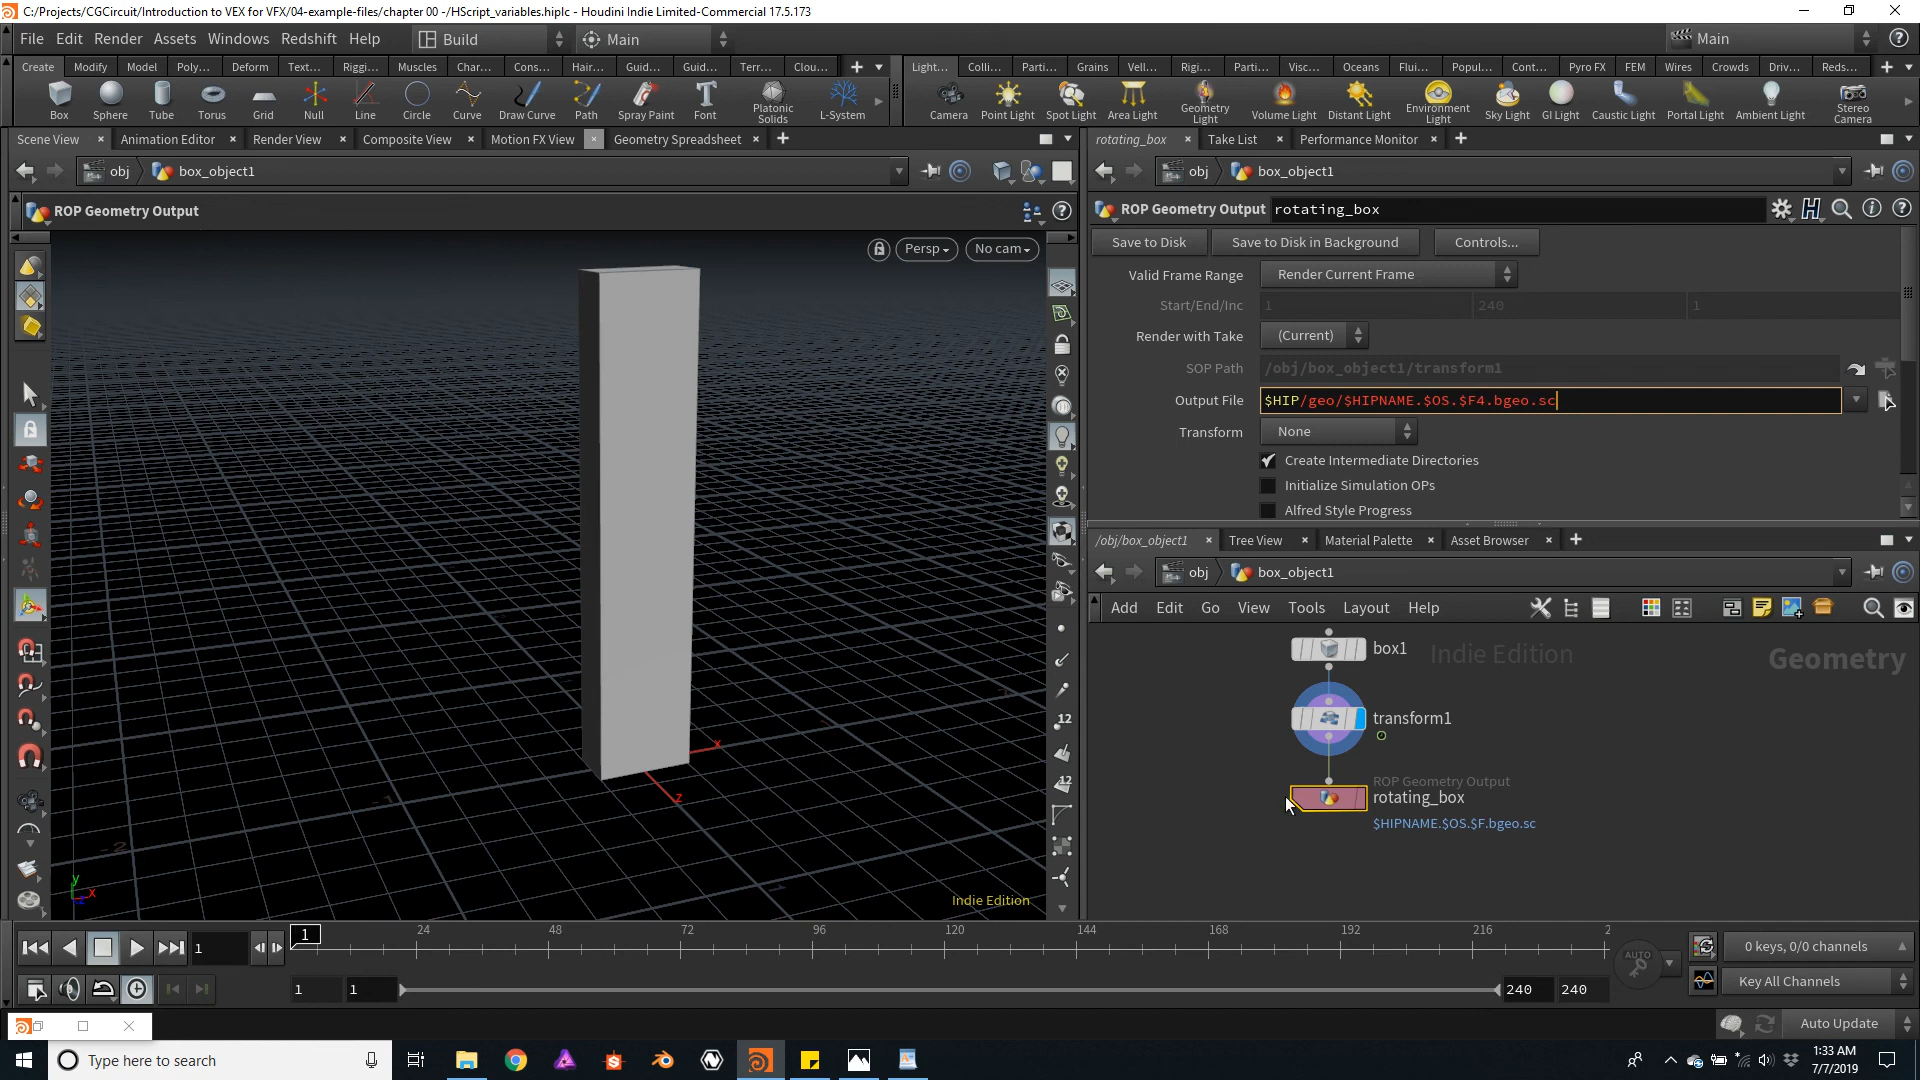 C:/Projects/CGCircuit/Introduction to VEX for VFX/04-example-files/chapter 00 -/HScript_variables.hiplc - Houdini Indie Limited-Commercial 17.5.173
File Edit Render Assets Windows Redshift Help Build Main Main
Create Modify Model Poly... Deform Text... Riggi... Muscles Char... Cons... Hair... Guid... Guid... Terr... Clou...
Light... Colli... Parti... Grains Vell... Rigi... Parti... Visc... Oceans Flui... Popul... Cont... Pyro FX FEM Wires Crowds Driv... Reds...
Box Sphere Tube Torus Grid Null Line Circle Curve Draw Curve Path Spray Paint Font Platonic Solids L-System
Camera Point Light Spot Light Area Light Geometry Light Volume Light Distant Light Environment Light Sky Light GI Light Caustic Light Portal Light Ambient Light Stereo Camera
Scene View Animation Editor Render View Composite View Motion FX View Geometry Spreadsheet
rotating_box Take List Performance Monitor
obj box_object1
obj box_object1
ROP Geometry Output
ROP Geometry Output rotating_box
Save to Disk Save to Disk in Background Controls...
Persp No cam
Valid Frame Range Render Current Frame
Start/End/Inc 1 240 1
Render with Take (Current)
SOP Path /obj/box_object1/transform1
Output File $HIP/geo/$HIPNAME.$OS.$F4.bgeo.sc
Transform None
Create Intermediate Directories
Initialize Simulation OPs
Alfred Style Progress
/obj/box_object1 Tree View Material Palette Asset Browser
obj box_object1
Add Edit Go View Tools Layout Help
box1
Indie Edition
Geometry
transform1
ROP Geometry Output
rotating_box
$HIPNAME.$OS.$F.bgeo.sc
12
12
x
z
y
x
z
Indie Edition
1 1 24 48 72 96 120 144 168 192 216 2
AUTO
0 keys, 0/0 channels
1 1 240 240
Key All Channels
Auto Update
Type here to search
1:33 AM
7/7/2019